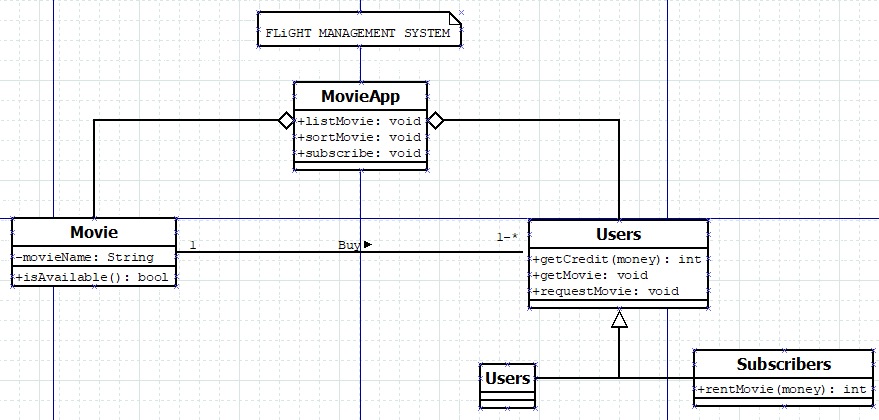 FLiGHT MANAGEMENT SYSTEM
MovieApp
+listMovie: void
+sortMovie: void
+subscribe: void
Movie
-movieName: String
+isAvailable(): bool
1
Buy
1-*
Users
+getCredit(money): int
+getMovie: void
+requestMovie: void
Users
Subscribers
+rentMovie(money): int